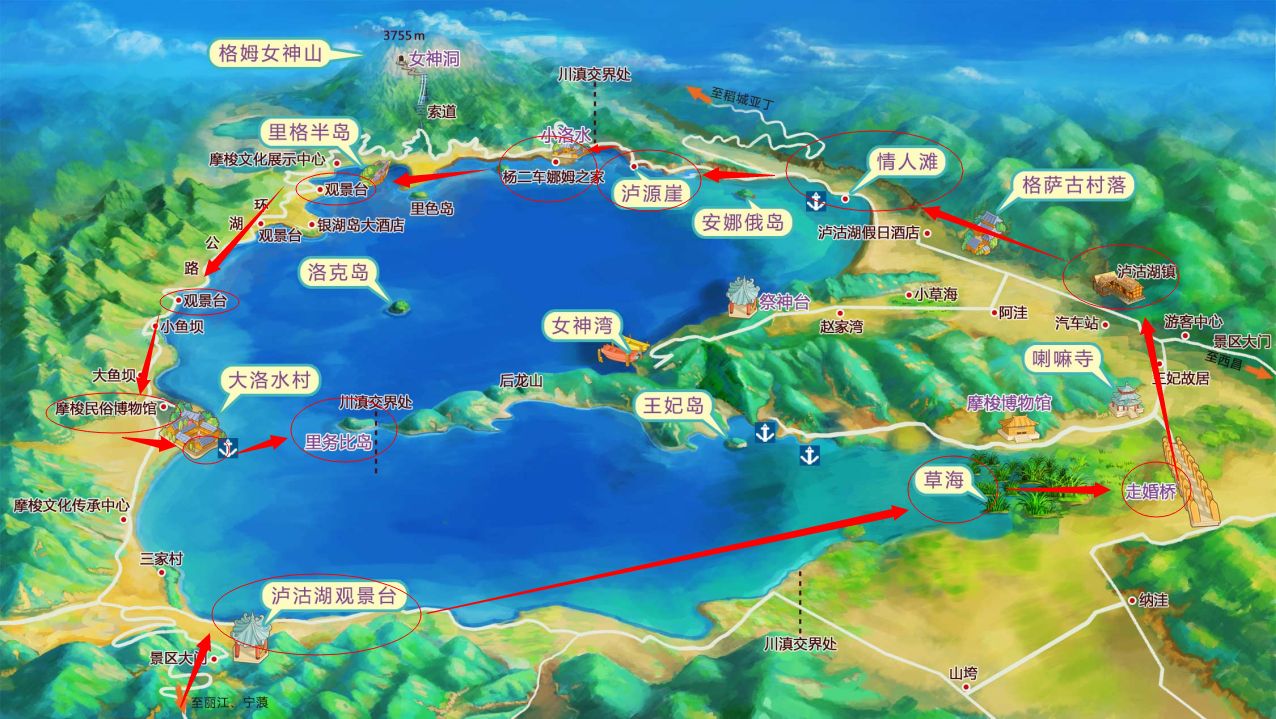 3755m
格姆女神山
女神洞
川滇交界处
至稻城亚丁
索道
里格半岛
小洛水
摩梭文化展示中心
情人滩
杨二车娜姆之家
观景台
泸源崖
格萨古村落
里色岛
安娜俄岛
环
湖
公
路
银湖岛大酒店
观景台
泸沽湖假日酒店
洛克岛
泸沽湖镇
观景台
祭神台
小草海
小鱼坝
女神湾
赵家湾
阿洼
汽车站
游客中心
景区大门
至西昌
喇嘛寺
大鱼坝
大洛水村
后龙山
王妃故居
摩梭民俗博物馆
川滇交界处
王妃岛
摩梭博物馆
里务比岛
草海
走婚桥
摩梭文化传承中心
三家村
泸沽湖观景台
纳洼
川滇交界处
景区大门
山垮
至丽江、宁蒗